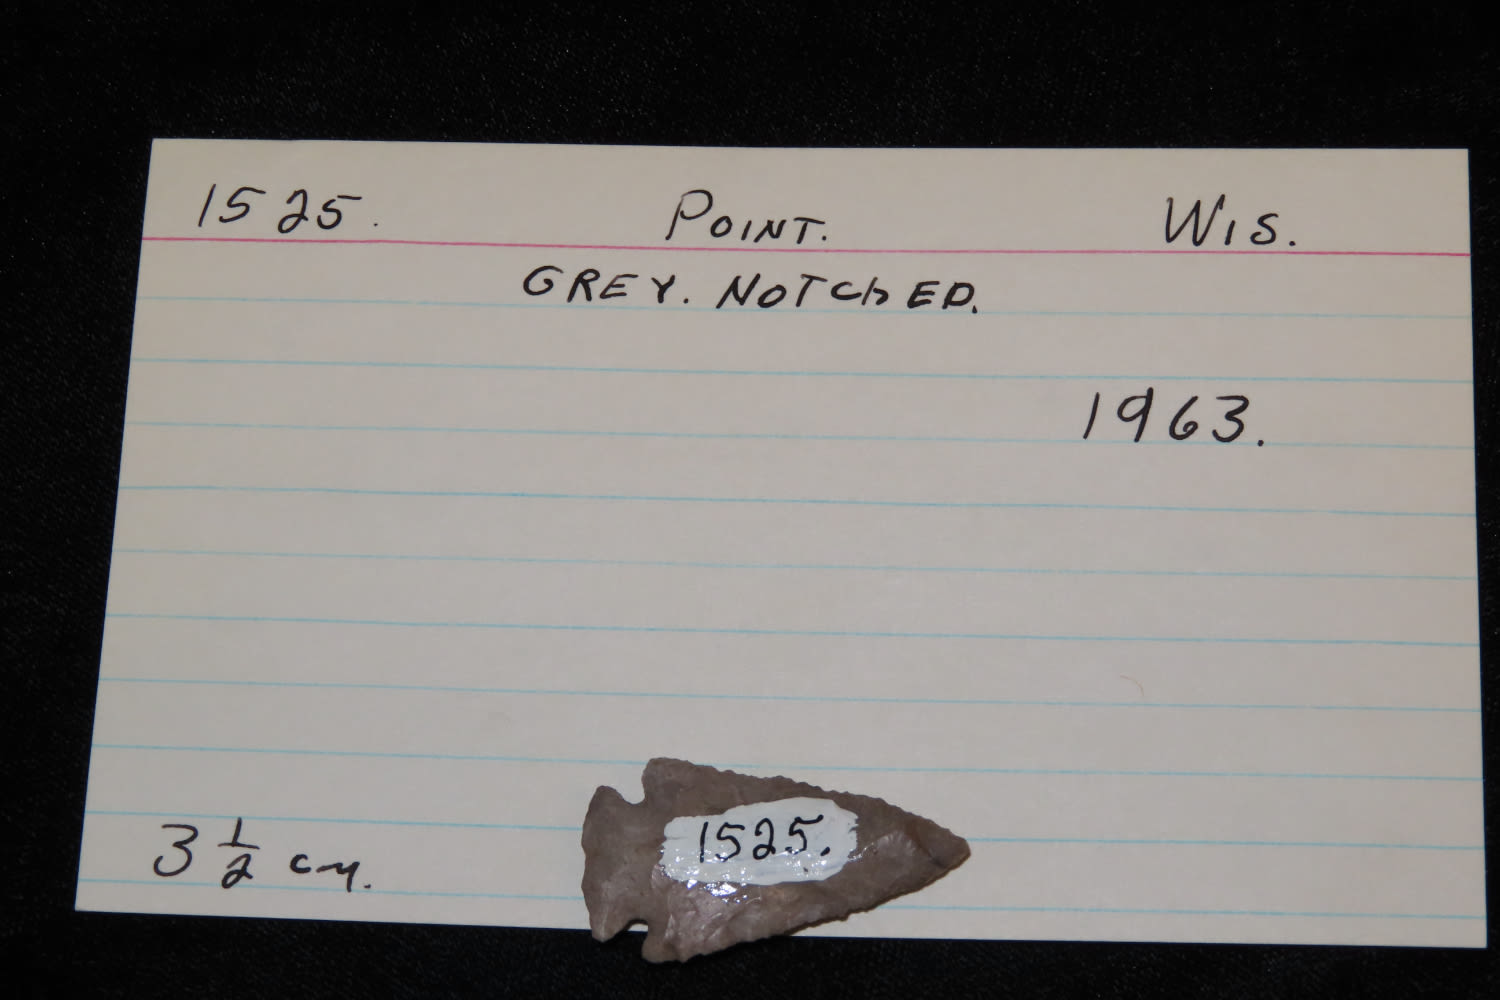 1525. POINT. WIS.
GREY. NOTChED.
1963.
3 1/2 cm.
1525.